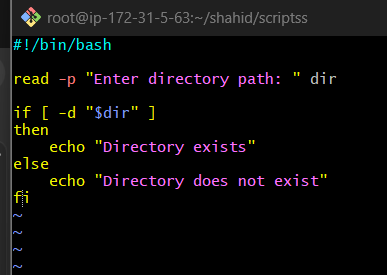 root@ip-172-31-5-63:~/shahid/scriptss
#!/bin/bash
read -p "Enter directory path: " dir
if [ -d "$dir" ]
then
    echo "Directory exists"
else
    echo "Directory does not exist"
fi
~
~
~
~